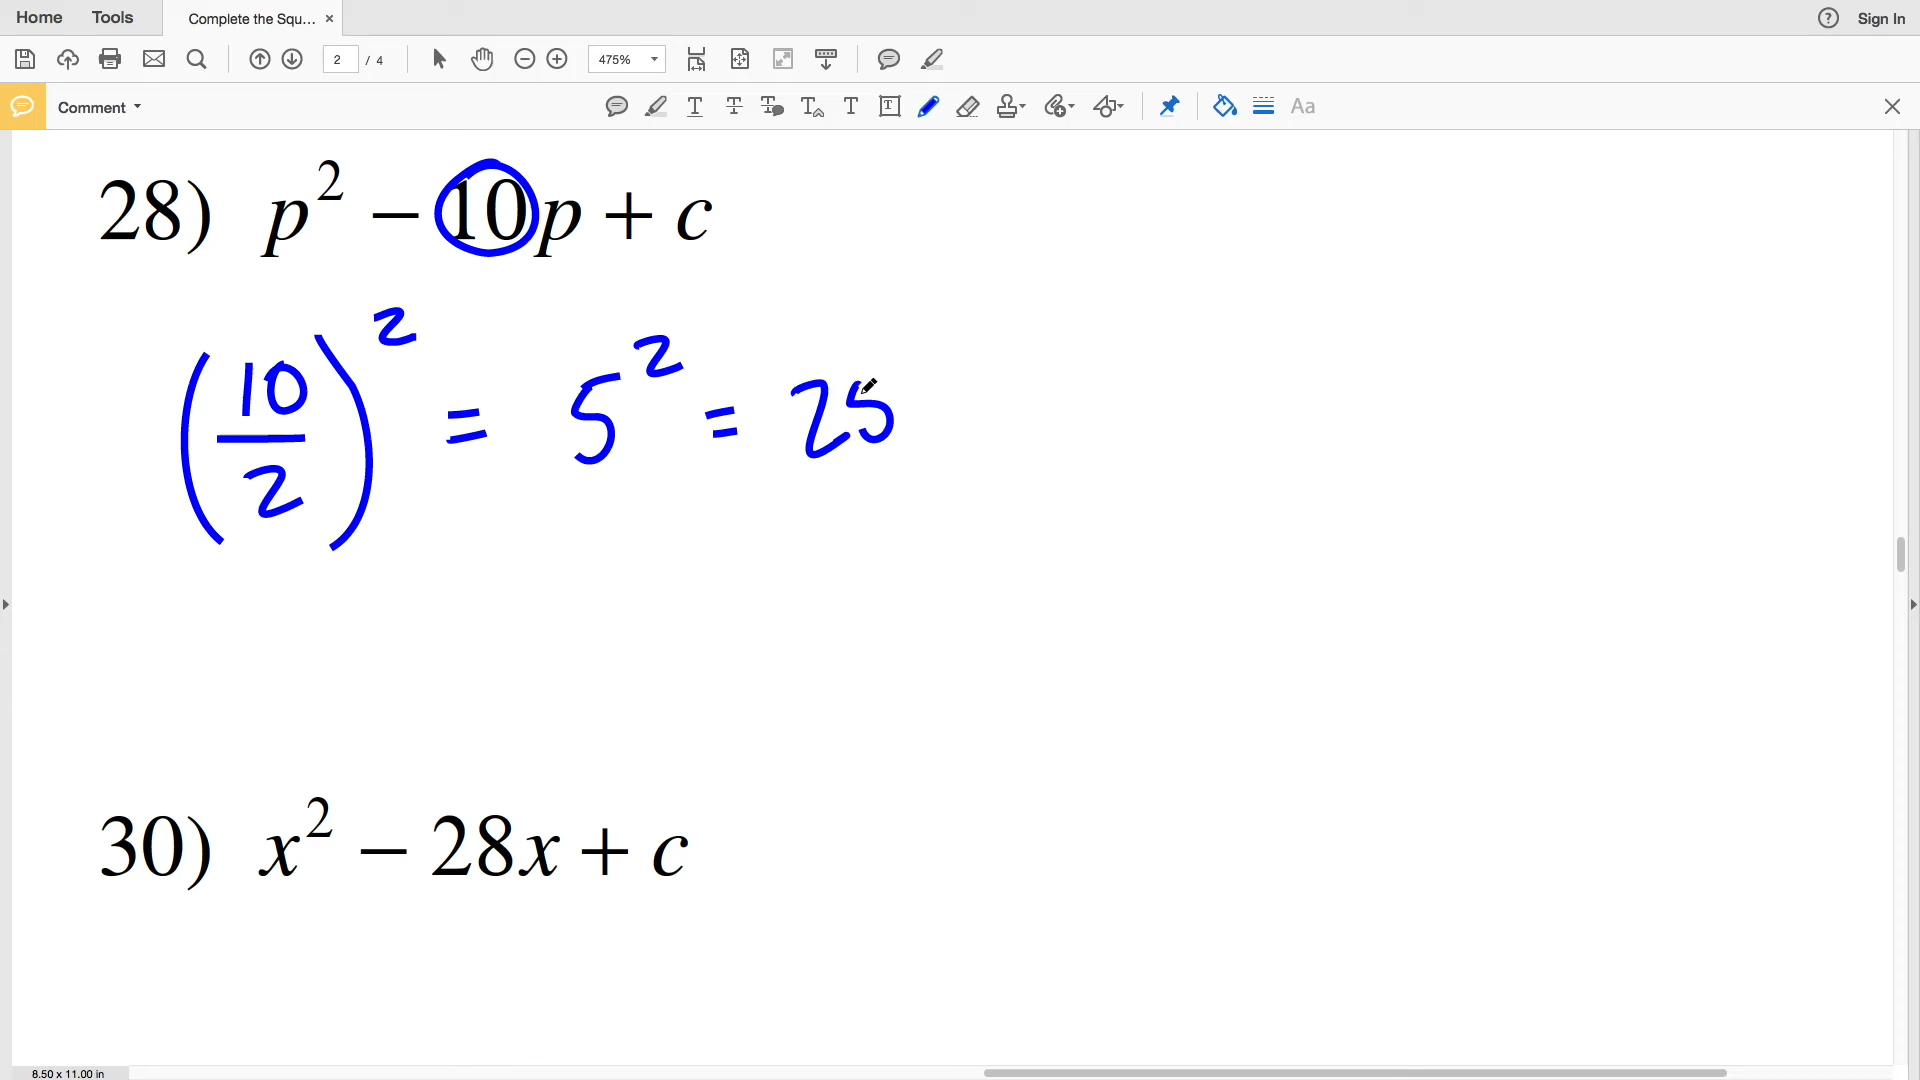 Home Tools Complete the Squ... × ? Sign In
2 / 4 475%
Comment T T T T T T Aa
28) p² − 10p + c
(10/2)² = 5² = 25
30) x² − 28x + c
8.50 x 11.00 in